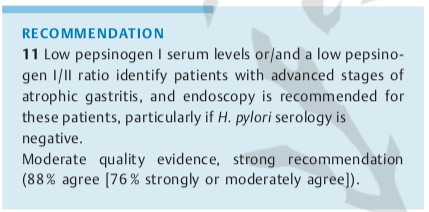 RECOMMENDATION
11 Low pepsinogen I serum levels or/and a low pepsino-
gen I/II ratio identify patients with advanced stages of
atrophic gastritis, and endoscopy is recommended for
these patients, particularly if H. pylori serology is
negative.
Moderate quality evidence, strong recommendation
(88 % agree [76 % strongly or moderately agree]).